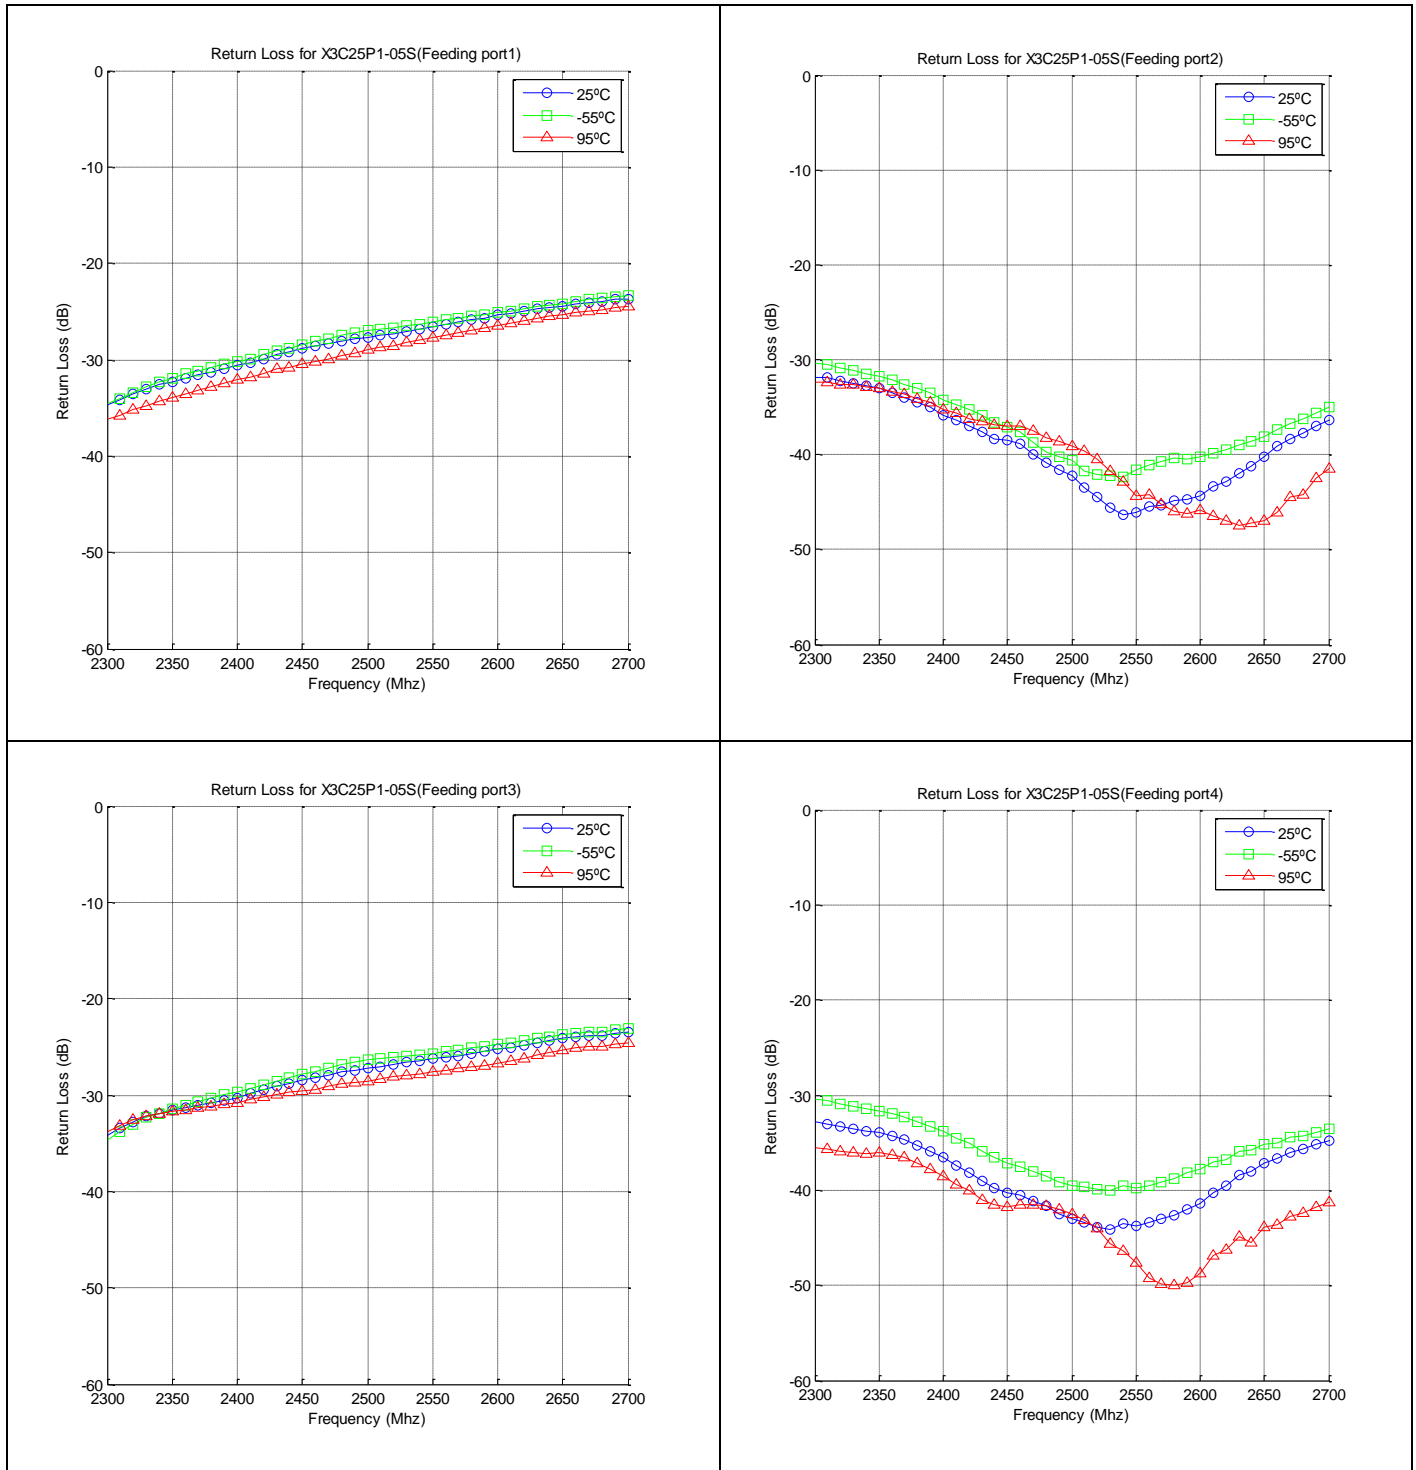 Return Loss for X3C25P1-05S(Feeding port1)
0
-10
-20
-30
-40
-50
-60
Return Loss (dB)
25ºC
-55ºC
95ºC
2300 2350 2400 2450 2500 2550 2600 2650 2700
Frequency (Mhz)
Return Loss for X3C25P1-05S(Feeding port2)
0
-10
-20
-30
-40
-50
-60
Return Loss (dB)
25ºC
-55ºC
95ºC
2300 2350 2400 2450 2500 2550 2600 2650 2700
Frequency (Mhz)
Return Loss for X3C25P1-05S(Feeding port3)
0
-10
-20
-30
-40
-50
-60
Return Loss (dB)
25ºC
-55ºC
95ºC
2300 2350 2400 2450 2500 2550 2600 2650 2700
Frequency (Mhz)
Return Loss for X3C25P1-05S(Feeding port4)
0
-10
-20
-30
-40
-50
-60
Return Loss (dB)
25ºC
-55ºC
95ºC
2300 2350 2400 2450 2500 2550 2600 2650 2700
Frequency (Mhz)